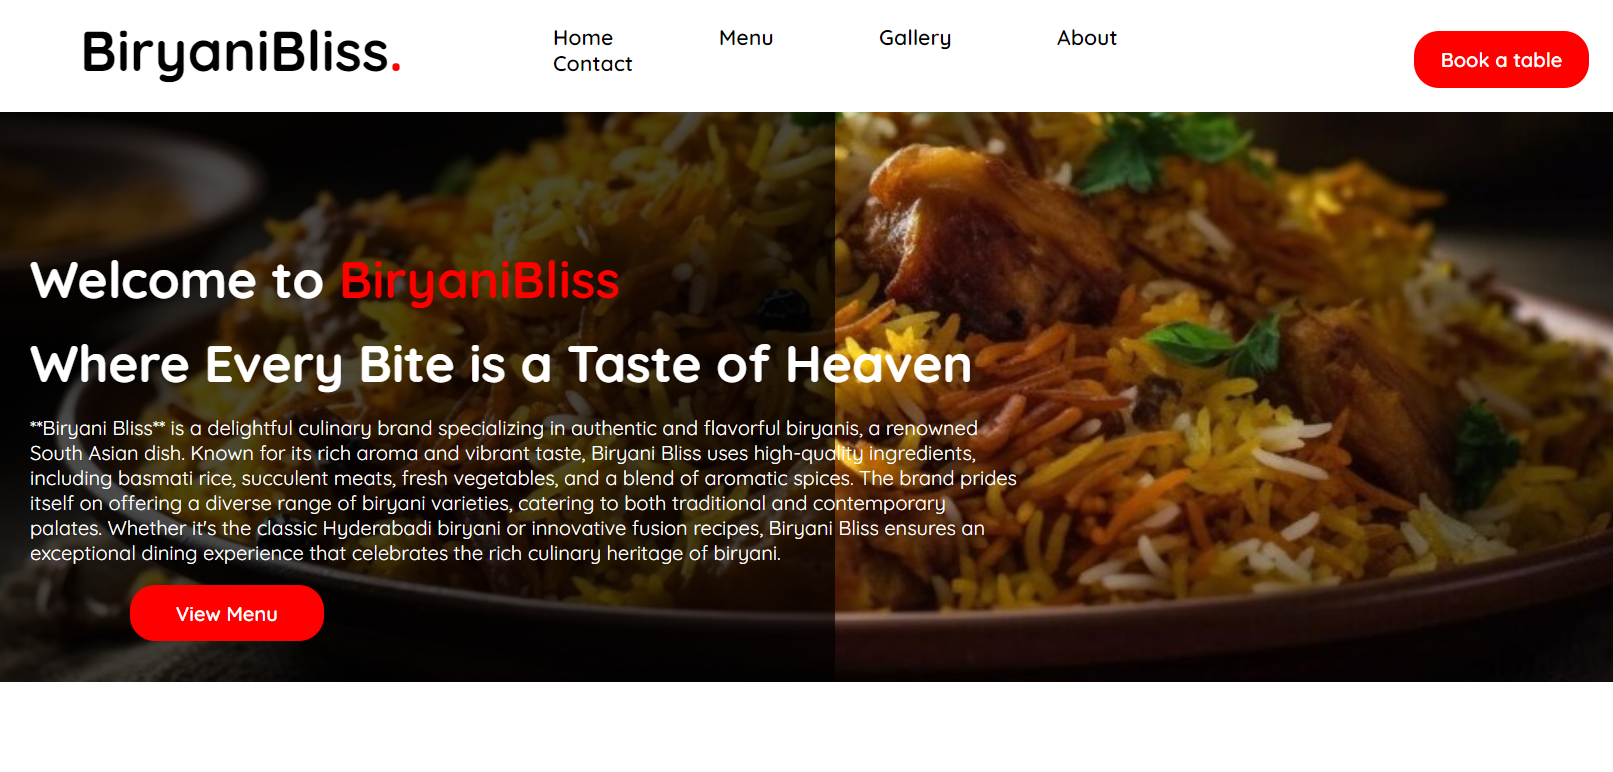 BiryaniBliss.
Home Menu Gallery About
Contact
Book a table
Welcome to BiryaniBliss
Where Every Bite is a Taste of Heaven
**Biryani Bliss** is a delightful culinary brand specializing in authentic and flavorful biryanis, a renowned
South Asian dish. Known for its rich aroma and vibrant taste, Biryani Bliss uses high-quality ingredients,
including basmati rice, succulent meats, fresh vegetables, and a blend of aromatic spices. The brand prides
itself on offering a diverse range of biryani varieties, catering to both traditional and contemporary
palates. Whether it's the classic Hyderabadi biryani or innovative fusion recipes, Biryani Bliss ensures an
exceptional dining experience that celebrates the rich culinary heritage of biryani.
View Menu